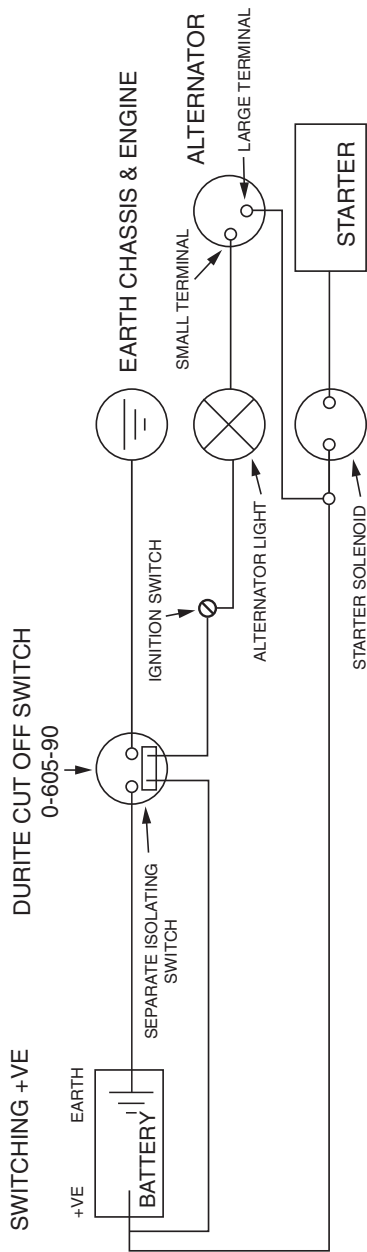 SWITCHING +VE
DURITE CUT OFF SWITCH
0-605-90
+VE
EARTH
BATTERY
SEPARATE ISOLATING
SWITCH
IGNITION SWITCH
EARTH CHASSIS & ENGINE
ALTERNATOR LIGHT
SMALL TERMINAL
ALTERNATOR
LARGE TERMINAL
STARTER SOLENOID
STARTER